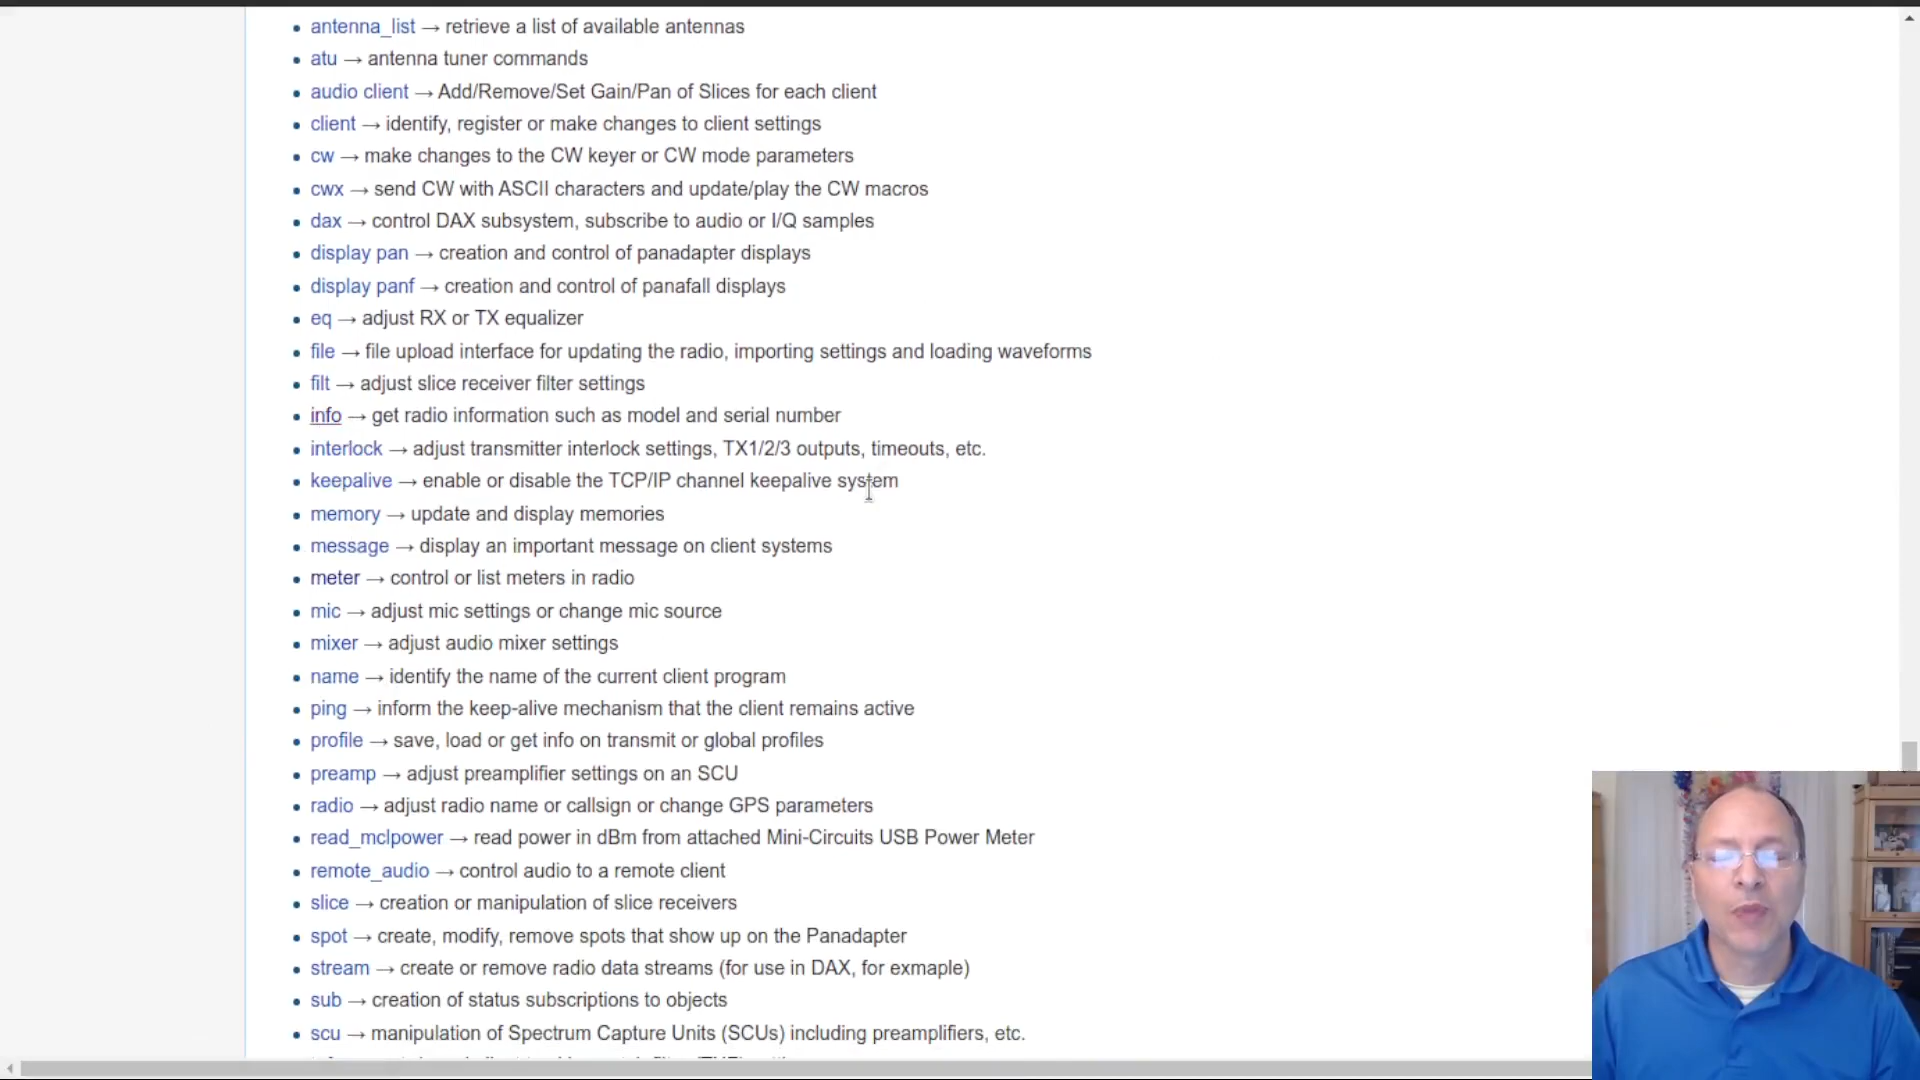 antenna_list → retrieve a list of available antennas
atu → antenna tuner commands
audio client → Add/Remove/Set Gain/Pan of Slices for each client
client → identify, register or make changes to client settings
cw → make changes to the CW keyer or CW mode parameters
cwx → send CW with ASCII characters and update/play the CW macros
dax → control DAX subsystem, subscribe to audio or I/Q samples
display pan → creation and control of panadapter displays
display panf → creation and control of panafall displays
eq → adjust RX or TX equalizer
file → file upload interface for updating the radio, importing settings and loading waveforms
filt → adjust slice receiver filter settings
info → get radio information such as model and serial number
interlock → adjust transmitter interlock settings, TX1/2/3 outputs, timeouts, etc.
keepalive → enable or disable the TCP/IP channel keepalive system
memory → update and display memories
message → display an important message on client systems
meter → control or list meters in radio
mic → adjust mic settings or change mic source
mixer → adjust audio mixer settings
name → identify the name of the current client program
ping → inform the keep-alive mechanism that the client remains active
profile → save, load or get info on transmit or global profiles
preamp → adjust preamplifier settings on an SCU
radio → adjust radio name or callsign or change GPS parameters
read_mclpower → read power in dBm from attached Mini-Circuits USB Power Meter
remote_audio → control audio to a remote client
slice → creation or manipulation of slice receivers
spot → create, modify, remove spots that show up on the Panadapter
stream → create or remove radio data streams (for use in DAX, for exmaple)
sub → creation of status subscriptions to objects
scu → manipulation of Spectrum Capture Units (SCUs) including preamplifiers, etc.